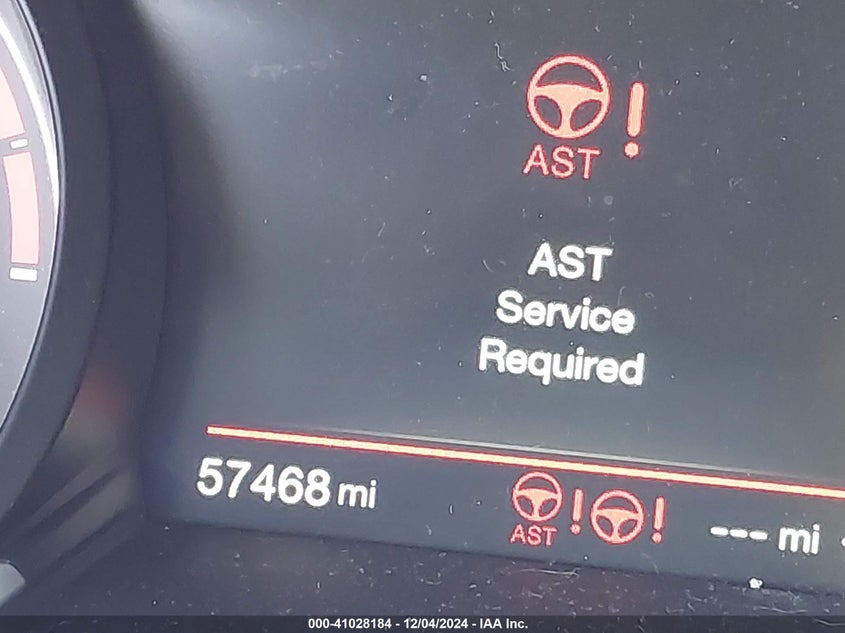 !
AST
AST
Service
Required
57468 mi
! !
AST
--- mi
000-41028184 - 12/04/2024 - IAA Inc.